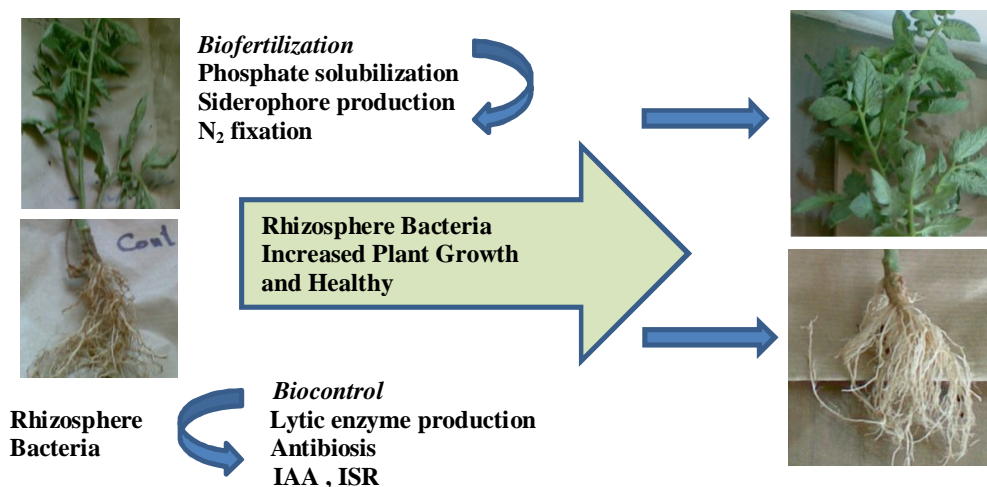 Biofertilization
Phosphate solubilization
Siderophore production
N₂ fixation
Cont
Rhizosphere Bacteria
Increased Plant Growth
and Healthy
Rhizosphere
Bacteria
Biocontrol
Lytic enzyme production
Antibiosis
IAA , ISR